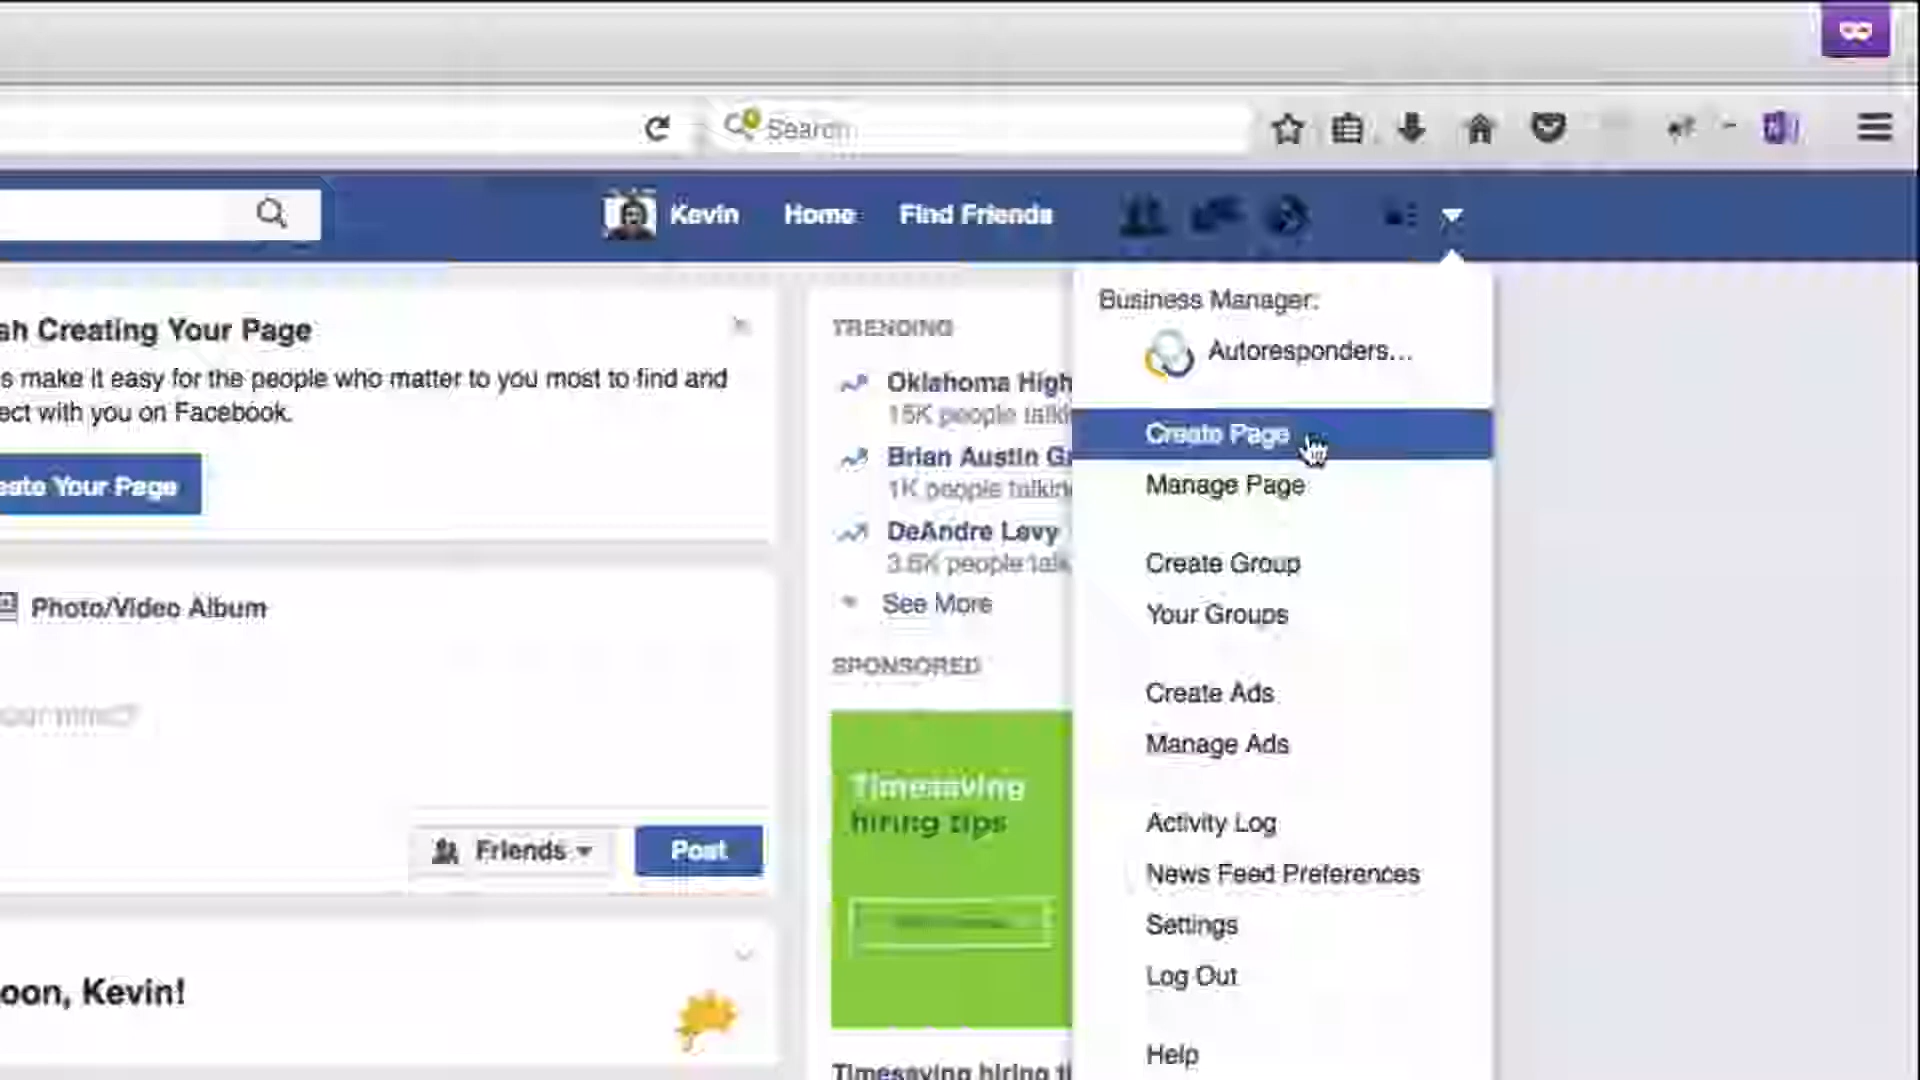 Search
Kevin
Home
Find Friends
Creating Your Page
s make it easy for the people who matter to you most to find and
ect with you on Facebook.
Your Page
Photo/Video Album
Friends
Post
oon, Kevin!
TRENDING
Oklahoma High
15K people talk
Brian Austin
1K people talkin
DeAndre Levy
3.6K people talk
See More
SPONSORED
Timesaving
hiring tips
Timesaving hiring
Business Manager:
Autoresponders...
Create Page
Manage Page
Create Group
Your Groups
Create Ads
Manage Ads
Activity Log
News Feed Preferences
Settings
Log Out
Help